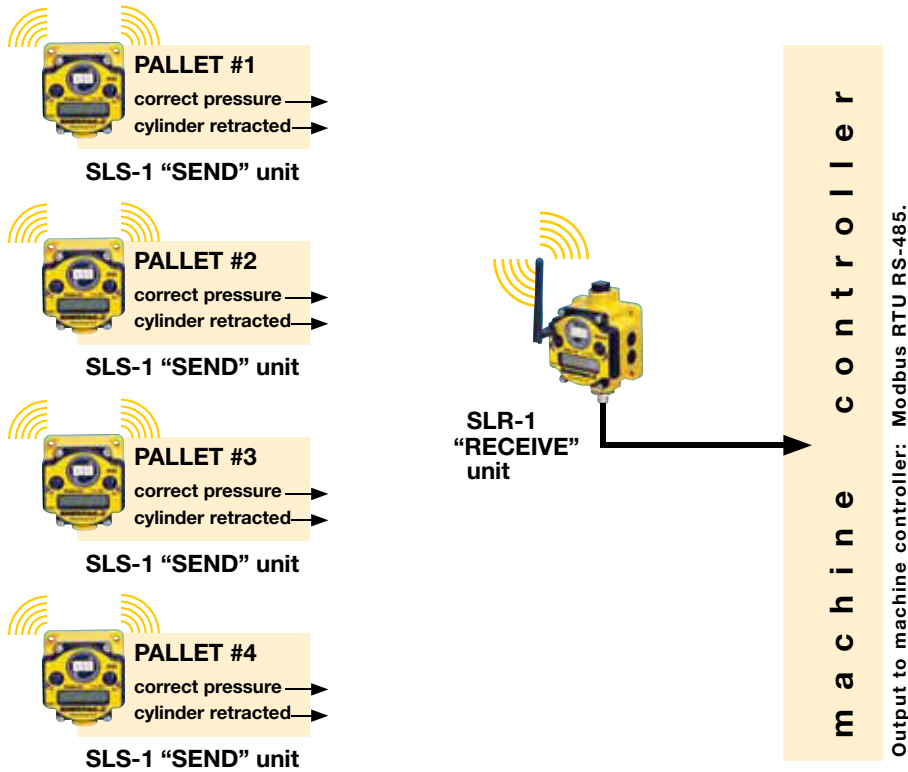 PALLET #1
correct pressure
cylinder retracted
SLS-1 “SEND” unit
PALLET #2
correct pressure
cylinder retracted
SLS-1 “SEND” unit
PALLET #3
correct pressure
cylinder retracted
SLS-1 “SEND” unit
PALLET #4
correct pressure
cylinder retracted
SLS-1 “SEND” unit
SLR-1
“RECEIVE”
unit
machine controller
Output to machine controller: Modbus RTU RS-485.